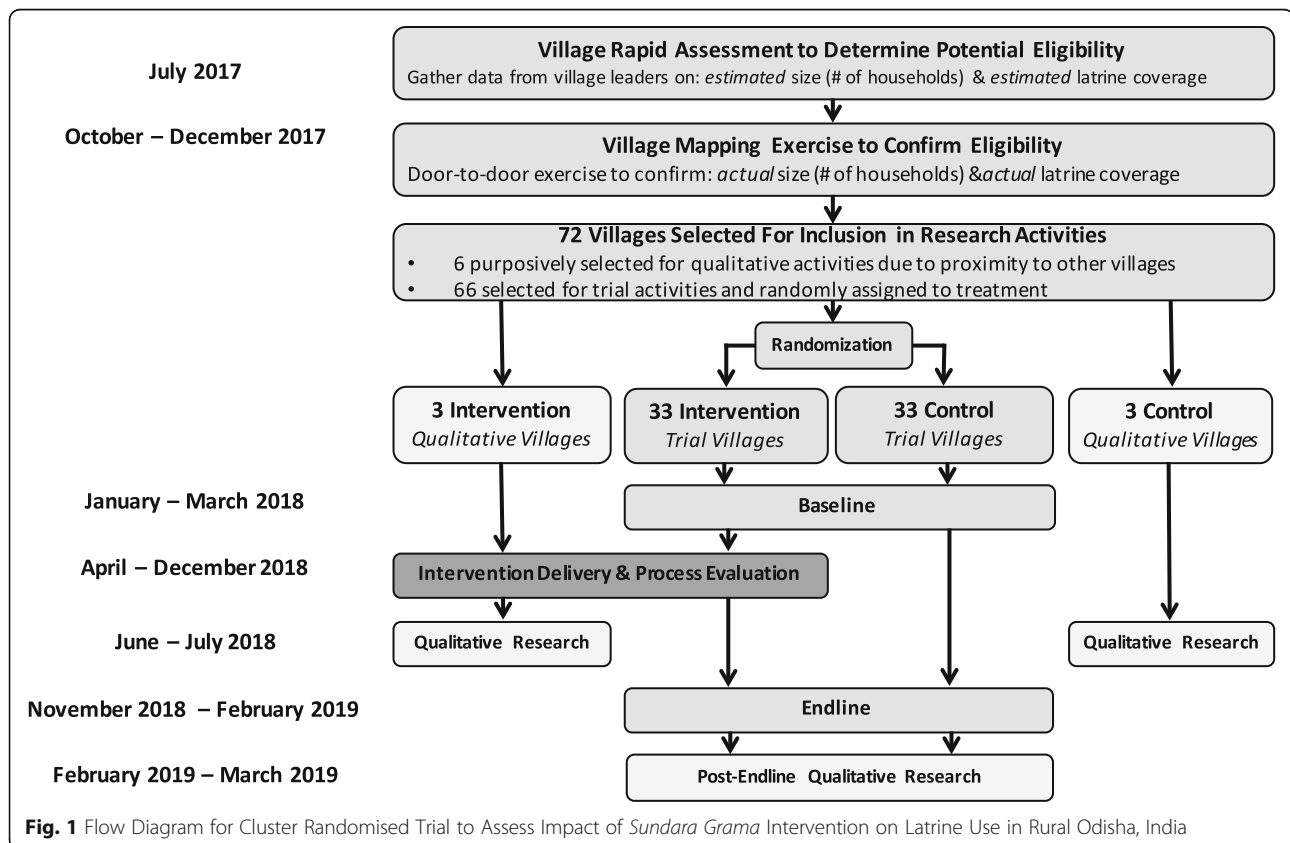 July 2017
Village Rapid Assessment to Determine Potential Eligibility
Gather data from village leaders on: estimated size (# of households) & estimated latrine coverage
October – December 2017
Village Mapping Exercise to Confirm Eligibility
Door-to-door exercise to confirm: actual size (# of households) &actual latrine coverage
72 Villages Selected For Inclusion in Research Activities
• 6 purposively selected for qualitative activities due to proximity to other villages
• 66 selected for trial activities and randomly assigned to treatment
Randomization
3 Intervention
Qualitative Villages
33 Intervention
Trial Villages
33 Control
Trial Villages
3 Control
Qualitative Villages
January – March 2018
Baseline
April – December 2018
Intervention Delivery & Process Evaluation
June – July 2018
Qualitative Research
Qualitative Research
November 2018 – February 2019
Endline
February 2019 – March 2019
Post-Endline Qualitative Research
Fig. 1 Flow Diagram for Cluster Randomised Trial to Assess Impact of Sundara Grama Intervention on Latrine Use in Rural Odisha, India